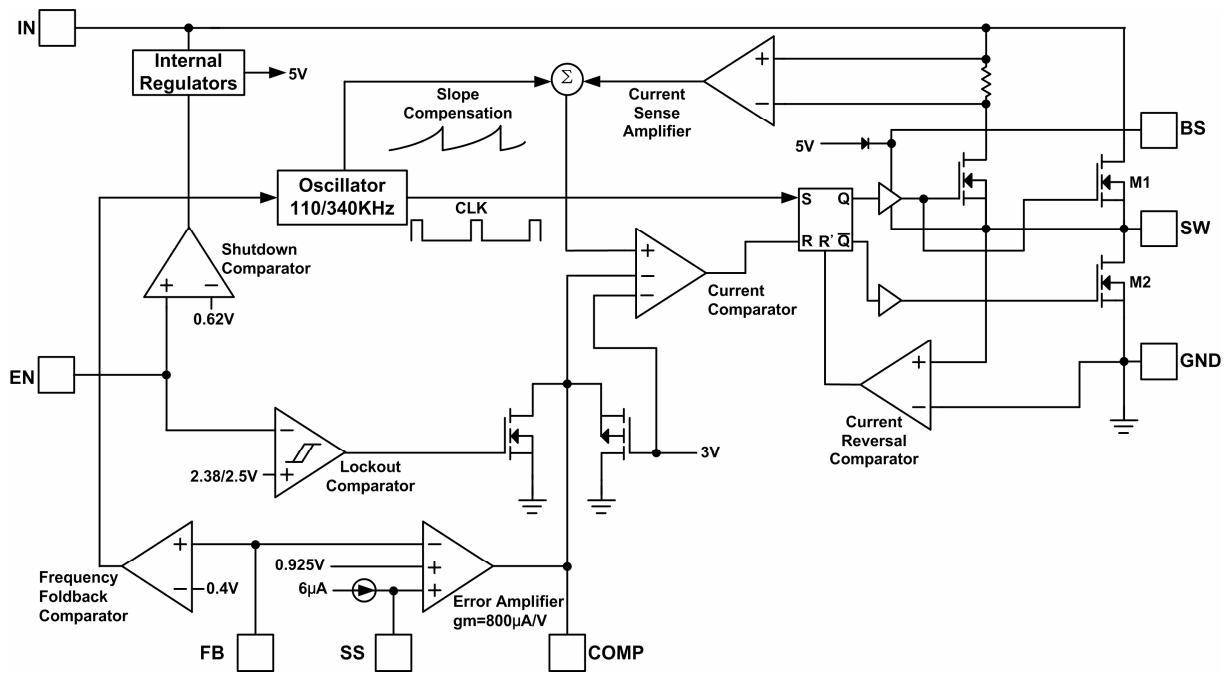 IN
Internal
Regulators
5V
Σ
+
−
Slope
Compensation
Current
Sense
Amplifier
5V
BS
Oscillator
110/340KHz
CLK
S
Q
R
R'
Q̅
M1
SW
Shutdown
Comparator
+
−
0.62V
+
−
−
Current
Comparator
M2
EN
+
−
Current
Reversal
Comparator
GND
−
+
2.38/2.5V
Lockout
Comparator
3V
+
−
0.4V
Frequency
Foldback
Comparator
0.925V
6µA
−
+
+
Error Amplifier
gm=800µA/V
FB
SS
COMP